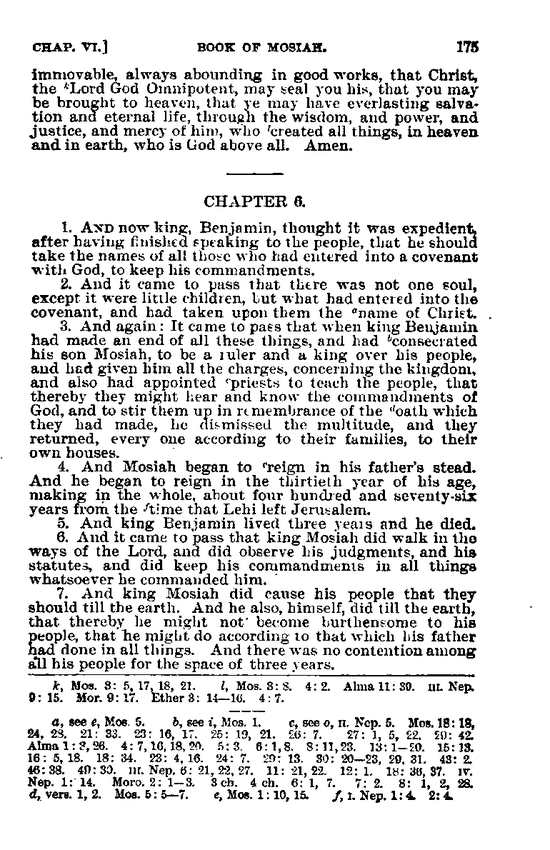 CHAP. VI.] BOOK OF MOSIAH. 175
immovable, always abounding in good works, that Christ,
the kLord God Omnipotent, may seal you his, that you may
be brought to heaven, that ye may have everlasting salva-
tion and eternal life, through the wisdom, and power, and
justice, and mercy of him, who lcreated all things, in heaven
and in earth, who is God above all. Amen.
CHAPTER 6.
1. AND now king, Benjamin, thought it was expedient,
after having finished speaking to the people, that he should
take the names of all those who had entered into a covenant
with God, to keep his commandments.
2. And it came to pass that there was not one soul,
except it were little children, but what had entered into the
covenant, and had taken upon them the aname of Christ.
3. And again: It came to pass that when king Benjamin
had made an end of all these things, and had bconsecrated
his son Mosiah, to be a ruler and a king over his people,
and had given him all the charges, concerning the kingdom,
and also had appointed cpriests to teach the people, that
thereby they might hear and know the commandments of
God, and to stir them up in remembrance of the doath which
they had made, he dismissed the multitude, and they
returned, every one according to their families, to their
own houses.
4. And Mosiah began to ereign in his father's stead.
And he began to reign in the thirtieth year of his age,
making in the whole, about four hundred and seventy-six
years from the ftime that Lehi left Jerusalem.
5. And king Benjamin lived three years and he died.
6. And it came to pass that king Mosiah did walk in the
ways of the Lord, and did observe his judgments, and his
statutes, and did keep his commandments in all things
whatsoever he commanded him.
7. And king Mosiah did cause his people that they
should till the earth. And he also, himself, did till the earth,
that thereby he might not become burthensome to his
people, that he might do according to that which his father
had done in all things. And there was no contention among
all his people for the space of three years.
k, Mos. 3: 5, 17, 18, 21. l, Mos. 3: 8. 4: 2. Alma 11: 39. III. Nep.
9: 15. Mor. 9: 17. Ether 3: 14—16. 4: 7.
a, see e, Mos. 5. b, see i, Mos. 1. c, see o, II. Nep. 5. Mos. 18: 18,
24, 28. 21: 33. 23: 16, 17. 25: 19, 21. 26: 7. 27: 1, 5, 22. 29: 42.
Alma 1: 3, 26. 4: 7, 16, 18, 20. 5: 3. 6: 1, 8. 8: 11, 23. 13: 1—20. 15: 13.
16: 5, 18. 18: 34. 23: 4, 16. 24: 7. 29: 13. 30: 20—23, 29, 31. 43: 2.
46: 38. 49: 30. III. Nep. 6: 21, 22, 27. 11: 21, 22. 12: 1. 18: 36, 37. IV.
Nep. 1: 14. Moro. 2: 1—3. 3 ch. 4 ch. 6: 1, 7. 7: 2. 8: 1, 2, 28.
d, vers. 1, 2. Mos. 5: 5—7. e, Mos. 1: 10, 15. f, I. Nep. 1: 4. 2: 4.